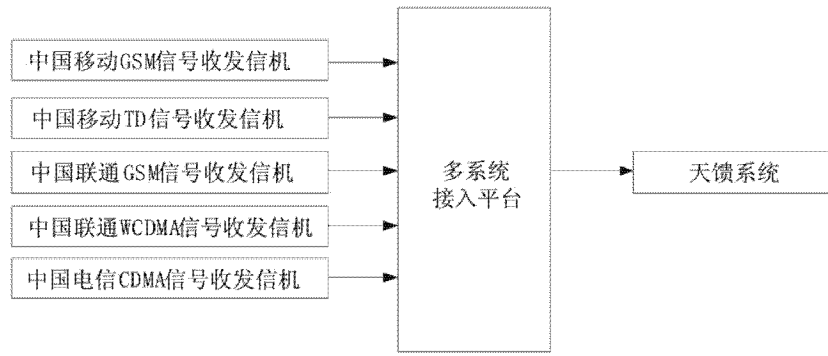 中国移动GSM信号收发信机
中国移动TD信号收发信机
中国联通GSM信号收发信机
中国联通WCDMA信号收发信机
中国电信CDMA信号收发信机
多系统
接入平台
天馈系统